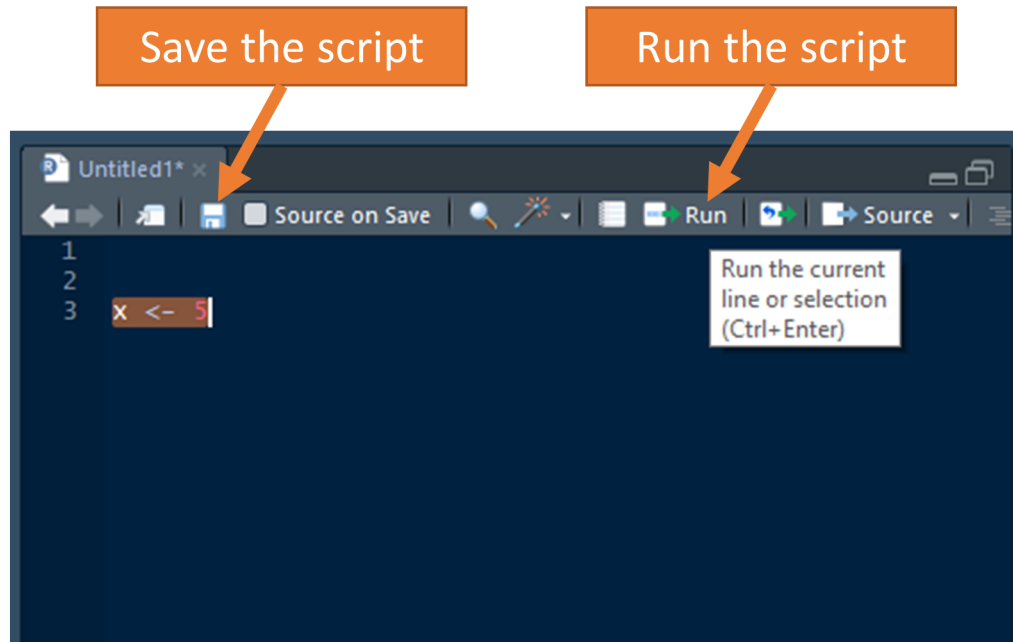 Save the script
Run the script
R
Untitled1* ×
Source on Save
Run
Source
1
2
3 x <- 5
Run the current
line or selection
(Ctrl+Enter)